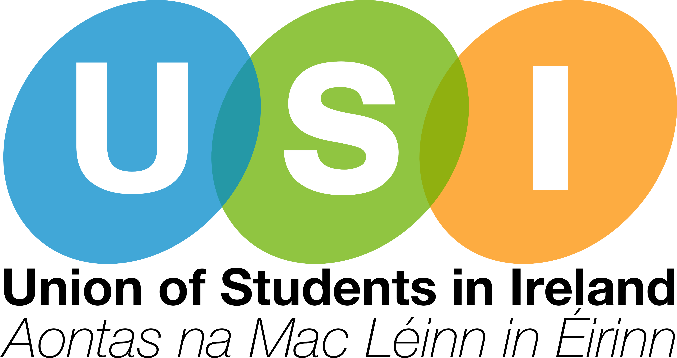 USI
Union of Students in Ireland
Aontas na Mac Léinn in Éirinn